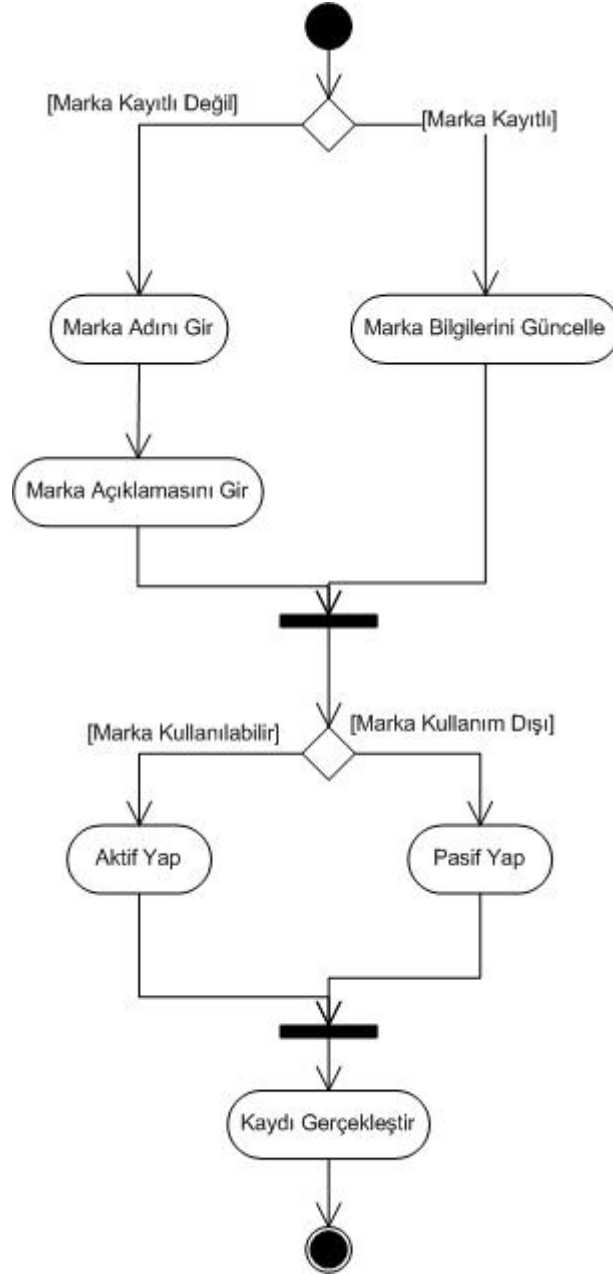 [Marka Kayıtlı Değil]
[Marka Kayıtlı]
Marka Adını Gir
Marka Bilgilerini Güncelle
Marka Açıklamasını Gir
[Marka Kullanılabilir]
[Marka Kullanım Dışı]
Aktif Yap
Pasif Yap
Kaydı Gerçekleştir